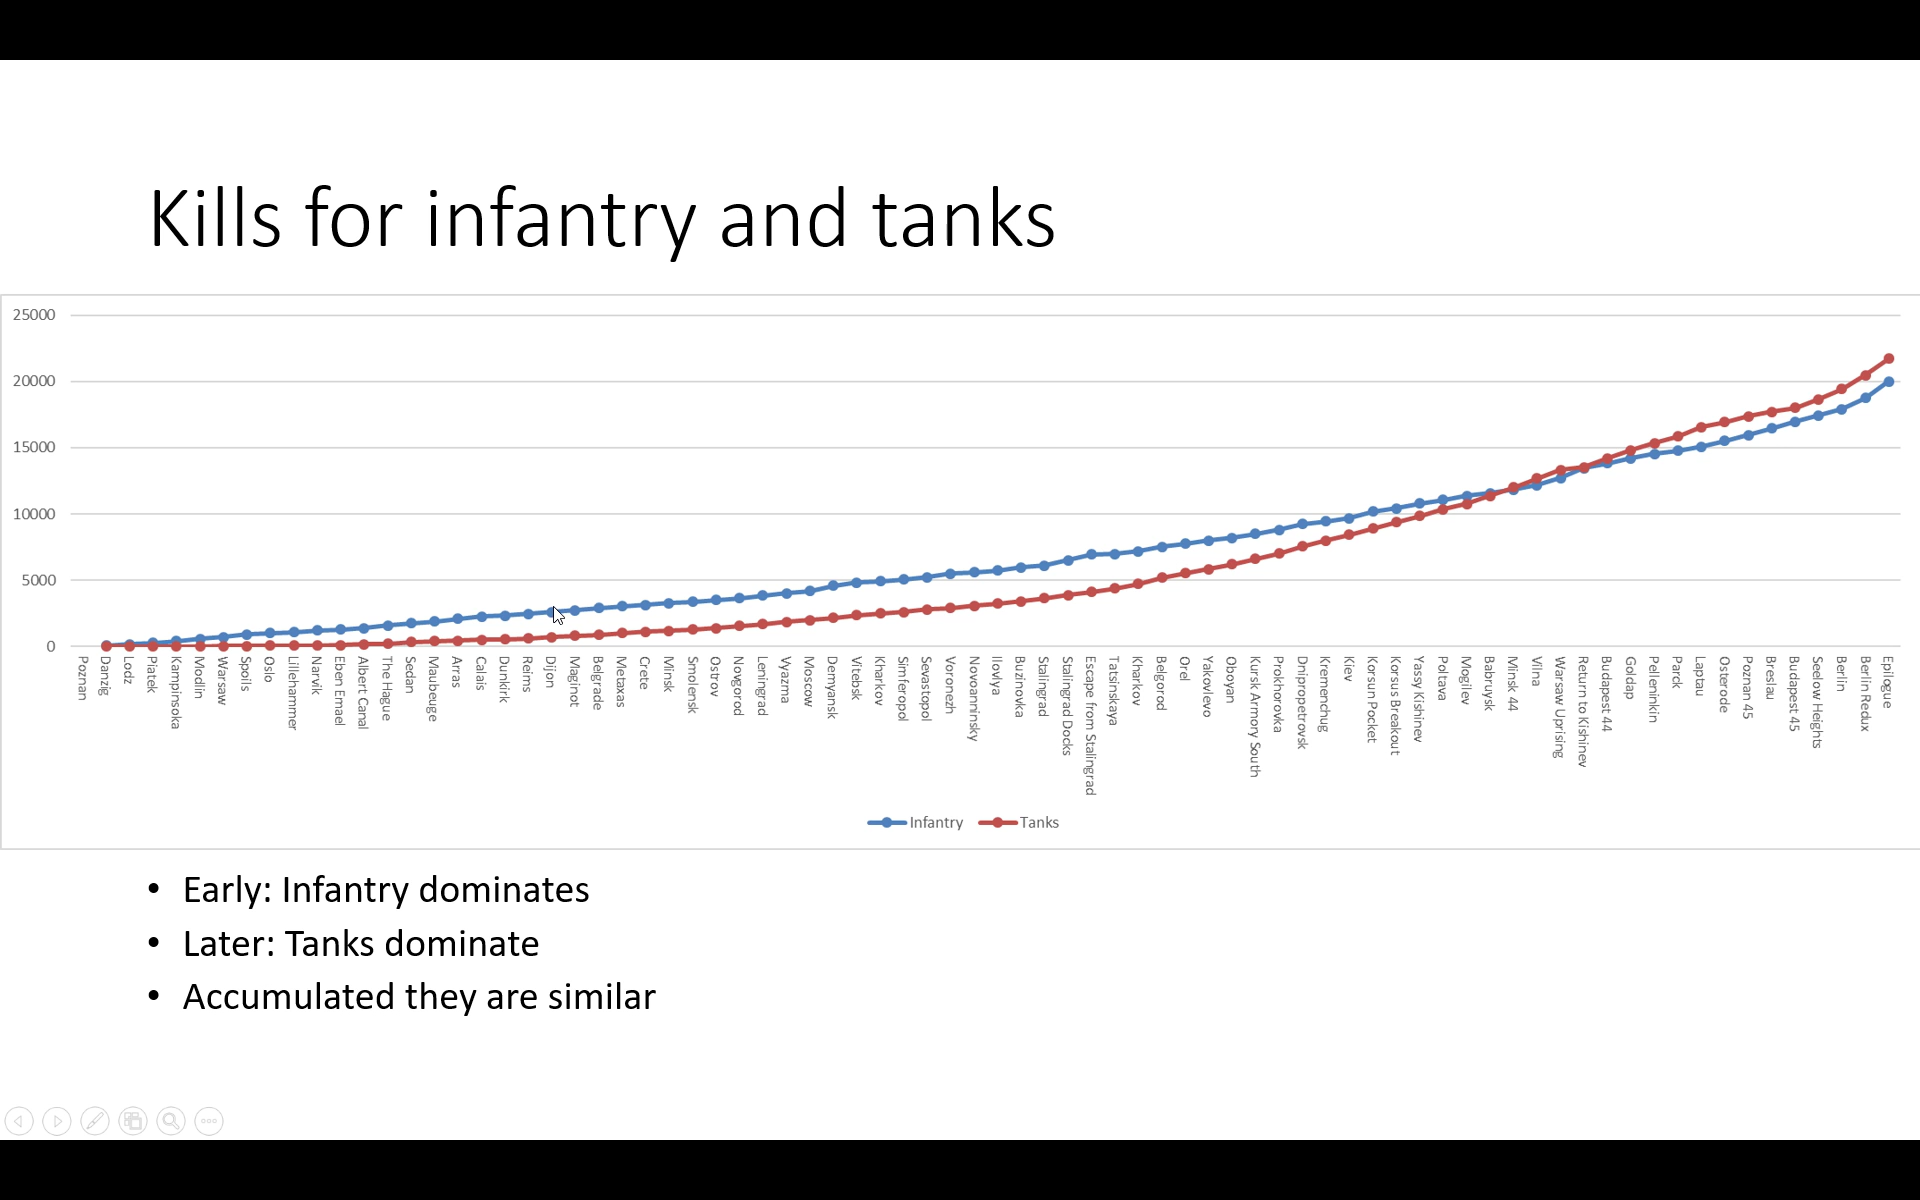 Kills for infantry and tanks
25000
20000
15000
10000
5000
0
Poznan
Danzig
Lodz
Piatek
Kampinsoka
Modlin
Warsaw
Spoils
Oslo
Lillehammer
Narvik
Eben Emael
Albert Canal
The Hague
Sedan
Maubeuge
Arras
Calais
Dunkirk
Reims
Dijon
Maginot
Belgrade
Metaxas
Crete
Minsk
Smolensk
Ostrov
Novgorod
Leningrad
Vyazma
Moscow
Demyansk
Vitebsk
Kharkov
Simferopol
Sevastopol
Voronezh
Novoanninsky
Ilovlya
Buzinovka
Stalingrad
Stalingrad Docks
Escape from Stalingrad
Tatsinskaya
Kharkov
Belgorod
Orel
Yakovlevo
Oboyan
Kursk Armory South
Prokhorovka
Dnipropetrovsk
Kremenchug
Kiev
Korsun Pocket
Korsus Breakout
Yassy Kishinev
Poltava
Mogilev
Babruysk
Minsk 44
Vilna
Warsaw Uprising
Return to Kishinev
Budapest 44
Goldap
Pelleninkin
Parck
Laptau
Osterode
Poznan 45
Breslau
Budapest 45
Seelow Heights
Berlin
Berlin Redux
Epilogue
Infantry
Tanks
• Early: Infantry dominates
• Later: Tanks dominate
• Accumulated they are similar